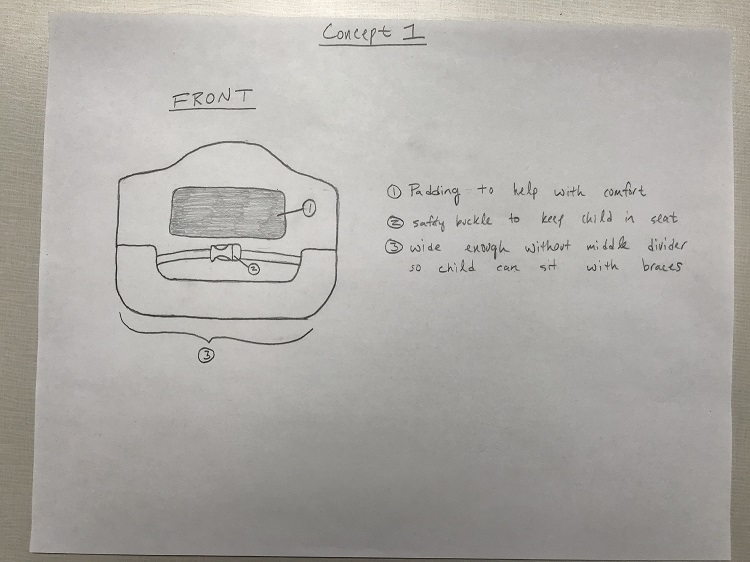 Concept 1
FRONT
① Padding to help with comfort
② safety buckle to keep child in seat
③ wide enough without middle divider
so child can sit with braces
①
②
③